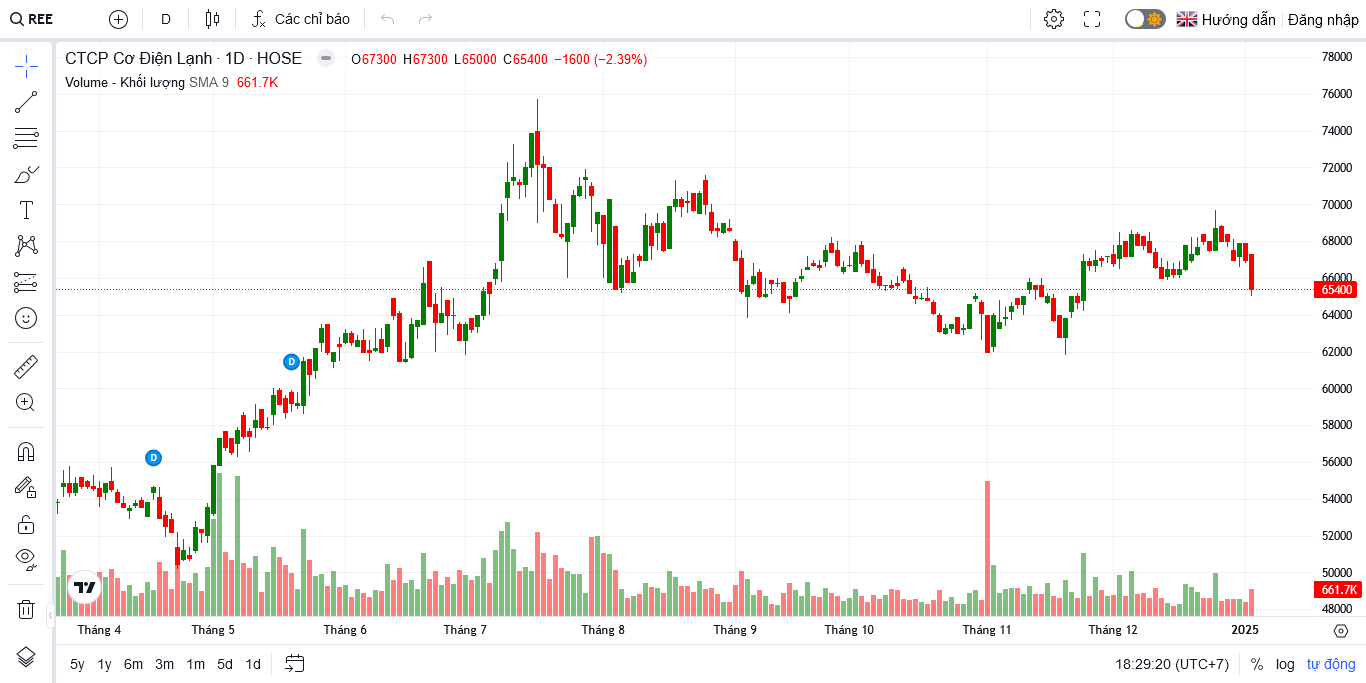 REE D Các chỉ báo Hướng dẫn Đăng nhập
CTCP Cơ Điện Lạnh · 1D · HOSE O67300 H67300 L65000 C65400 −1600 (−2.39%)
Volume - Khối lượng SMA 9 661.7K
78000
76000
74000
72000
70000
68000
66000
65400
64000
62000
60000
58000
56000
54000
52000
50000
661.7K
48000
D
D
Tháng 4 Tháng 5 Tháng 6 Tháng 7 Tháng 8 Tháng 9 Tháng 10 Tháng 11 Tháng 12 2025
5y 1y 6m 3m 1m 5d 1d 18:29:20 (UTC+7) % log tự động